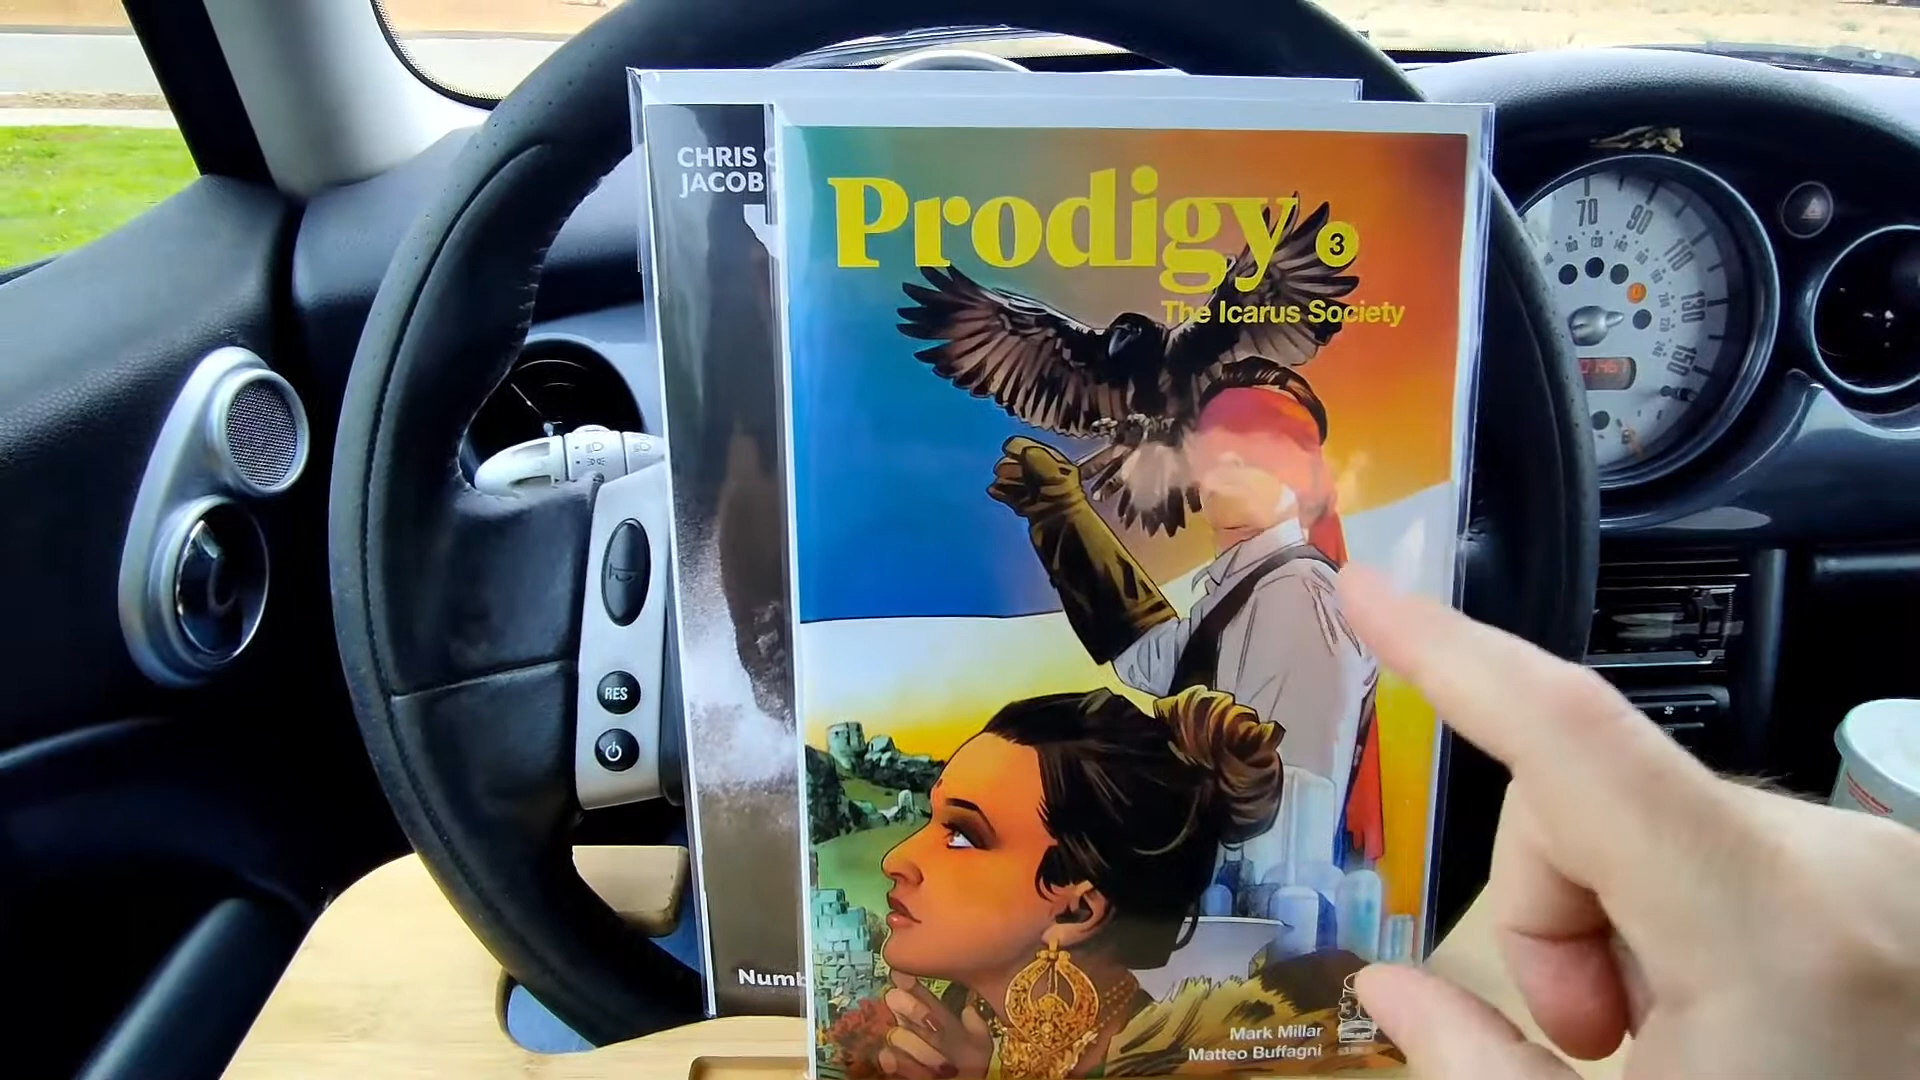 CHRIS
JACOB
Prodigy 3
The Icarus Society
70
90
110
130
150
RES
Mark Millar
Matteo Buffagni